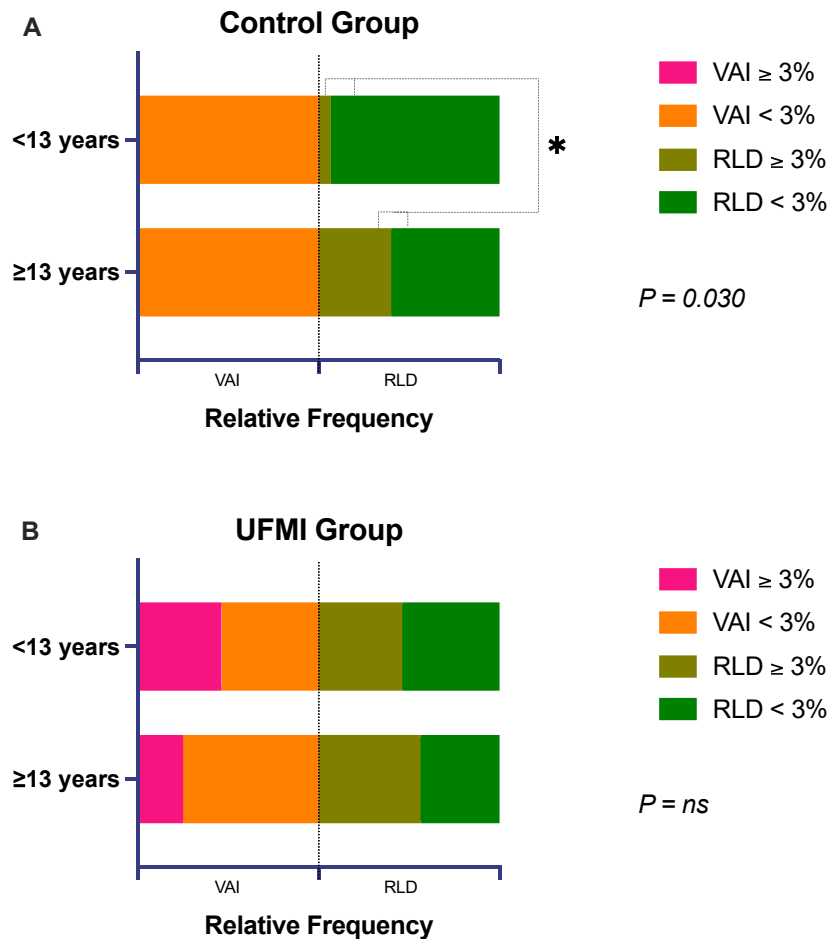 A
Control Group
<13 years
≥13 years
VAI
RLD
Relative Frequency
*
VAI ≥ 3%
VAI < 3%
RLD ≥ 3%
RLD < 3%
P = 0.030
B
UFMI Group
<13 years
≥13 years
VAI
RLD
Relative Frequency
VAI ≥ 3%
VAI < 3%
RLD ≥ 3%
RLD < 3%
P = ns